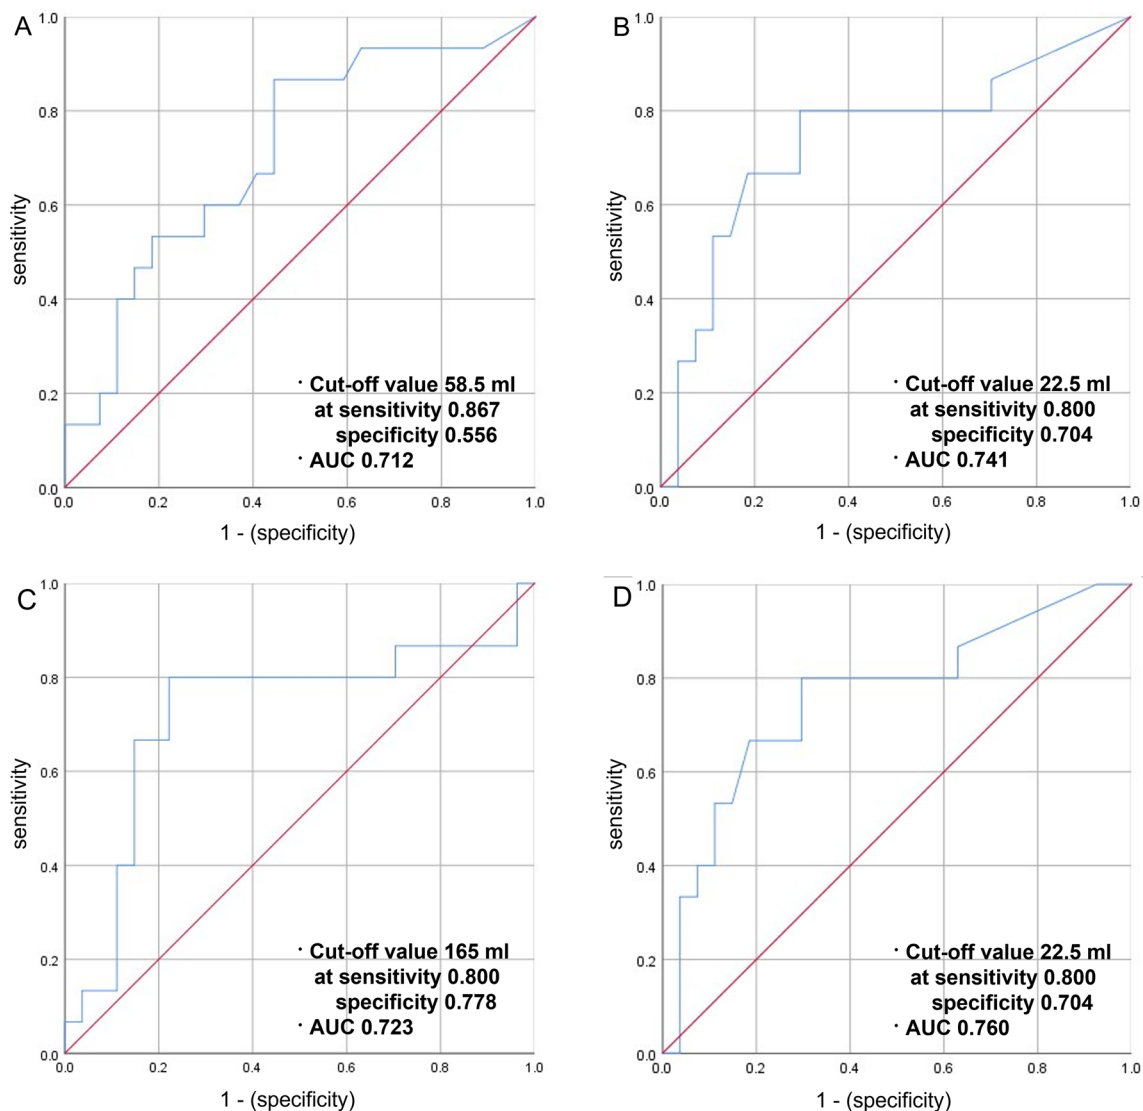 A
1.0
0.8
0.6
0.4
0.2
0.0
sensitivity
· Cut-off value 58.5 ml
at sensitivity 0.867
specificity 0.556
· AUC 0.712
0.0 0.2 0.4 0.6 0.8 1.0
1 - (specificity)
B
1.0
0.8
0.6
0.4
0.2
0.0
sensitivity
· Cut-off value 22.5 ml
at sensitivity 0.800
specificity 0.704
· AUC 0.741
0.0 0.2 0.4 0.6 0.8 1.0
1 - (specificity)
C
1.0
0.8
0.6
0.4
0.2
0.0
sensitivity
· Cut-off value 165 ml
at sensitivity 0.800
specificity 0.778
· AUC 0.723
0.0 0.2 0.4 0.6 0.8 1.0
1 - (specificity)
D
1.0
0.8
0.6
0.4
0.2
0.0
sensitivity
· Cut-off value 22.5 ml
at sensitivity 0.800
specificity 0.704
· AUC 0.760
0.0 0.2 0.4 0.6 0.8 1.0
1 - (specificity)